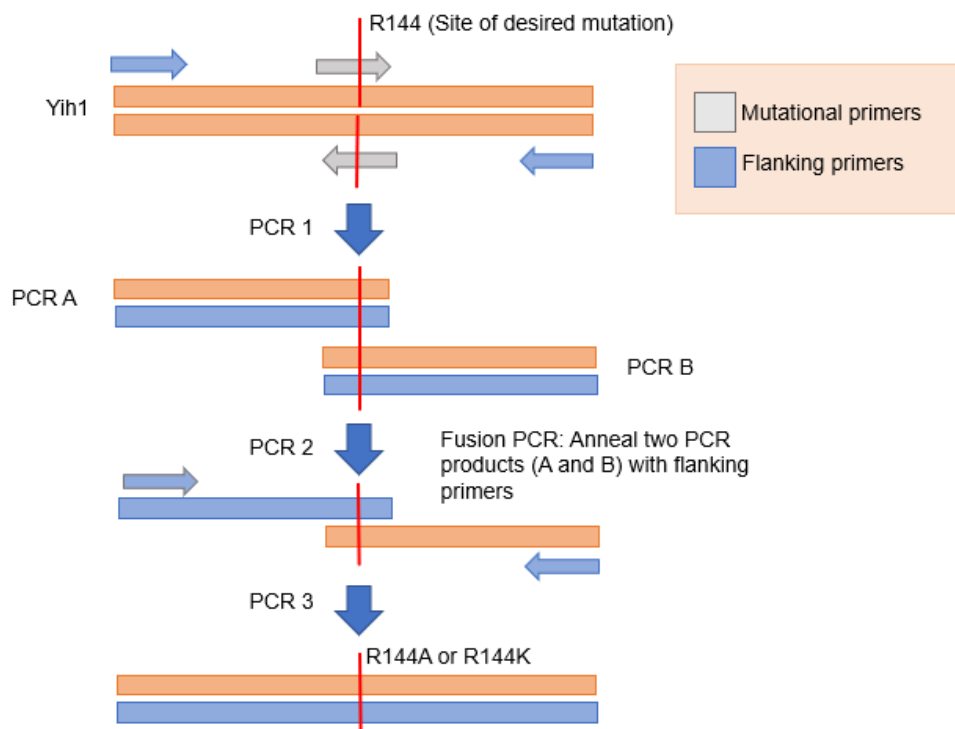 R144 (Site of desired mutation)
Yih1
Mutational primers
Flanking primers
PCR 1
PCR A
PCR B
PCR 2
Fusion PCR: Anneal two PCR
products (A and B) with flanking
primers
PCR 3
R144A or R144K